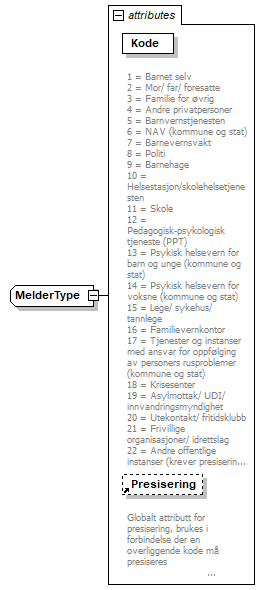 attributes
Kode
1 = Barnet selv
2 = Mor/ far/ foresatte
3 = Familie for øvrig
4 = Andre privatpersoner
5 = Barnvernstjenesten
6 = NAV (kommune og stat)
7 = Barnevernsvakt
8 = Politi
9 = Barnehage
10 =
Helsestasjon/skolehelsetjene
sten
11 = Skole
12 =
Pedagogisk-psykologisk
tjeneste (PPT)
13 = Psykisk helsevern for
barn og unge (kommune og
stat)
14 = Psykisk helsevern for
voksne (kommune og stat)
15 = Lege/ sykehus/
tannlege
16 = Familievernkontor
17 = Tjenester og instanser
med ansvar for oppfølging
av personers rusproblemer
(kommune og stat)
18 = Krisesenter
19 = Asylmottak/ UDI/
innvandringsmyndighet
20 = Utekontakt/ fritidsklubb
21 = Frivillige
organisasjoner/ idrettslag
22 = Andre offentlige
instanser (krever presiserin...
MelderType
Presisering
Globalt attributt for
presisering, brukes i
forbindelse der en
overliggende kode må
presiseres
...